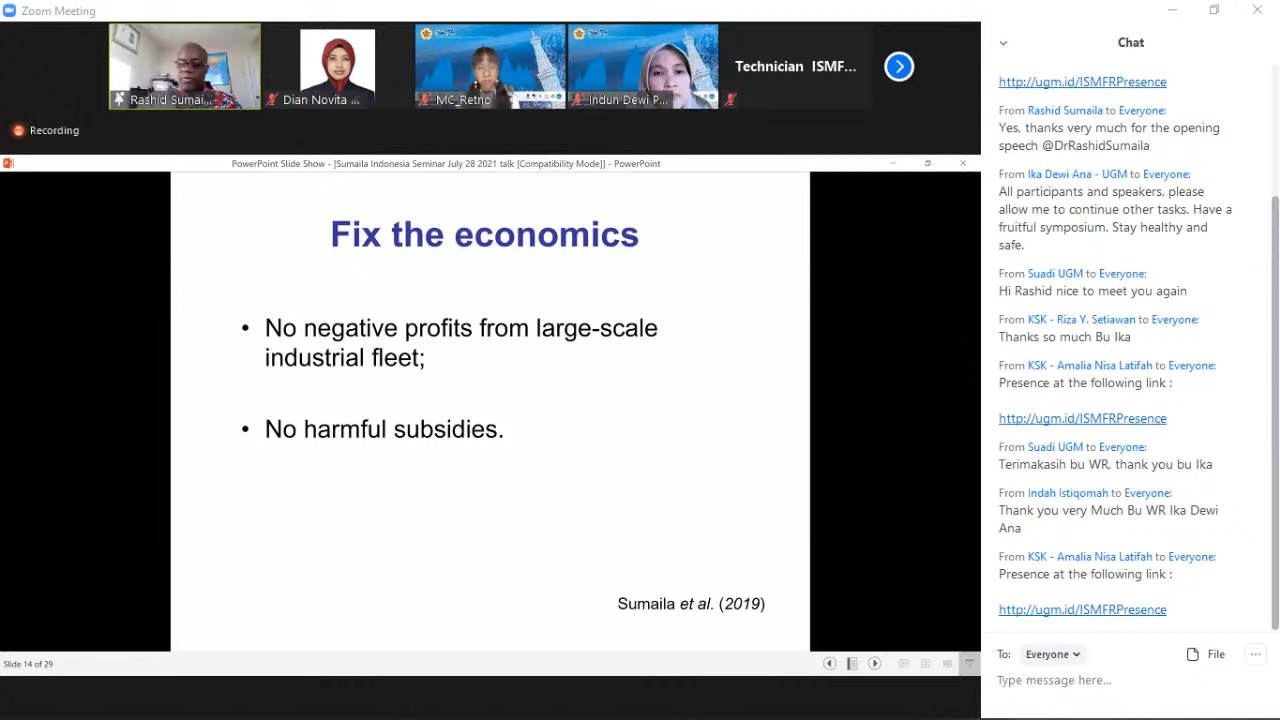 Zoom Meeting
Rashid Sumai...
Dian Novita ...
MC_Retno
Indun Dewi P...
Technician ISMF...
Recording
PowerPoint Slide Show - [Sumaila Indonesia Seminar July 28 2021 talk [Compatibility Mode]] - PowerPoint
Fix the economics
• No negative profits from large-scale
industrial fleet;
• No harmful subsidies.
Sumaila et al. (2019)
Slide 14 of 29
Chat
http://ugm.id/ISMFRPresence
From Rashid Sumaila to Everyone:
Yes, thanks very much for the opening
speech @DrRashidSumaila
From Ika Dewi Ana - UGM to Everyone:
All participants and speakers, please
allow me to continue other tasks. Have a
fruitful symposium. Stay healthy and
safe.
From Suadi UGM to Everyone:
Hi Rashid nice to meet you again
From KSK - Riza Y. Setiawan to Everyone:
Thanks so much Bu Ika
From KSK - Amalia Nisa Latifah to Everyone:
Presence at the following link :
http://ugm.id/ISMFRPresence
From Suadi UGM to Everyone:
Terimakasih bu WR, thank you bu Ika
From Indah Istiqomah to Everyone:
Thank you very Much Bu WR Ika Dewi
Ana
From KSK - Amalia Nisa Latifah to Everyone:
Presence at the following link :
http://ugm.id/ISMFRPresence
To: Everyone
File
Type message here...